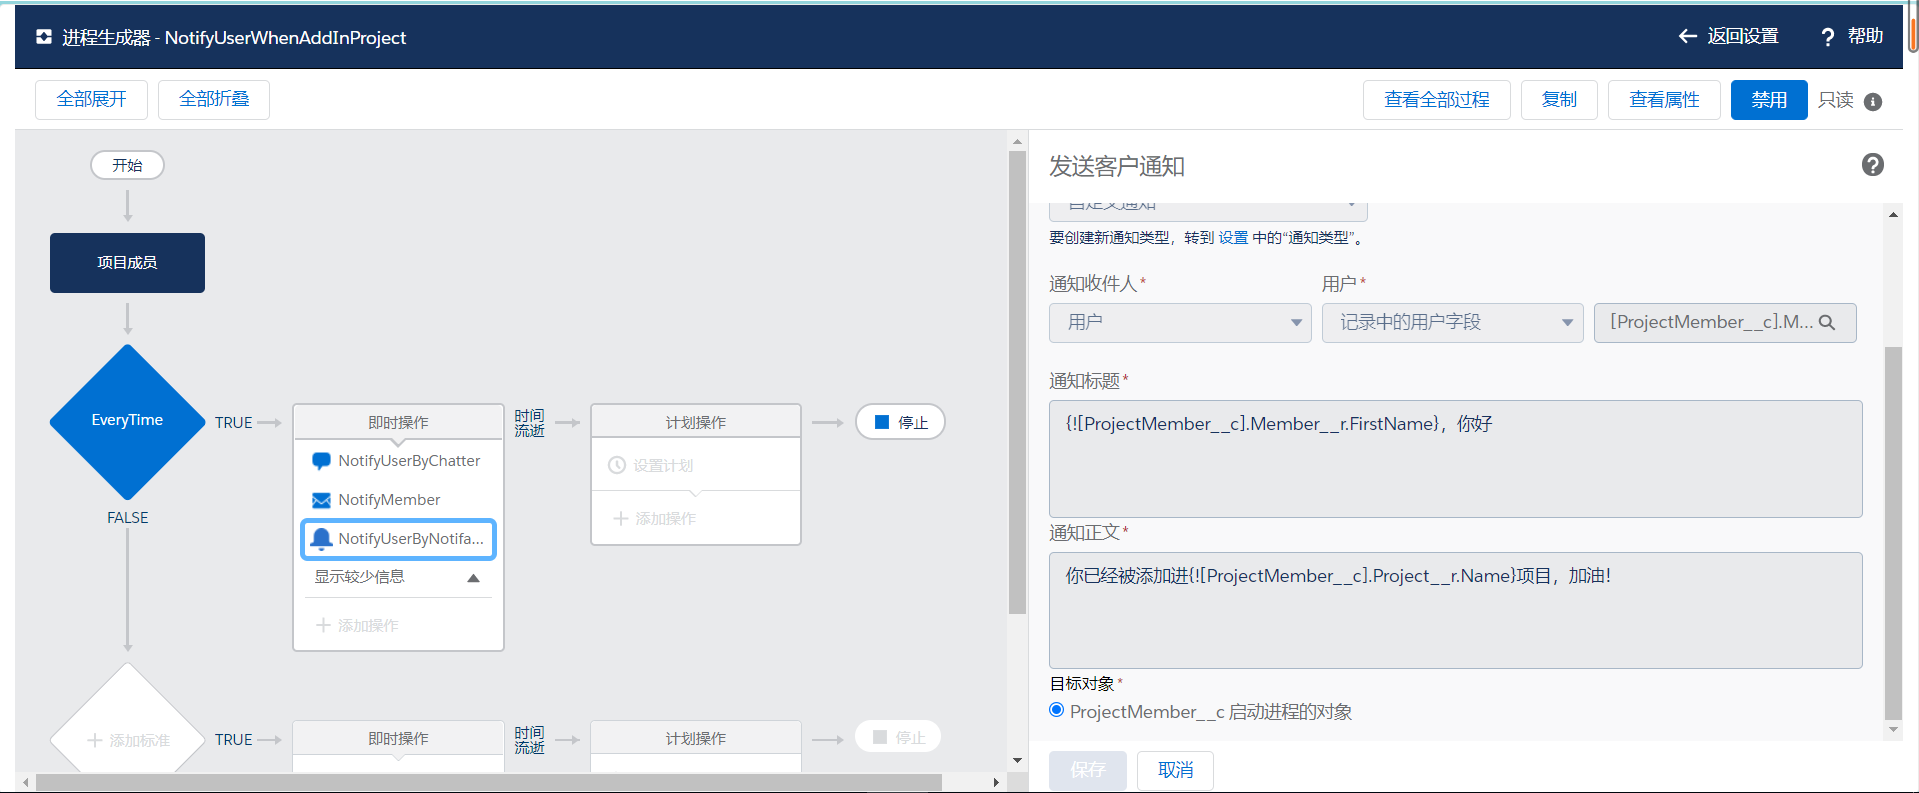 进程生成器 - NotifyUserWhenAddInProject
返回设置
? 帮助
全部展开
全部折叠
查看全部过程
复制
查看属性
禁用
只读
开始
项目成员
EveryTime
TRUE
FALSE
即时操作
NotifyUserByChatter
NotifyMember
NotifyUserByNotifa...
显示较少信息
添加操作
时间
流逝
计划操作
设置计划
添加操作
停止
添加标准
TRUE
即时操作
时间
流逝
计划操作
停止
发送客户通知
自定义通知
要创建新通知类型，转到 设置 中的“通知类型”。
通知收件人*
用户*
用户
记录中的用户字段
[ProjectMember__c].M...
通知标题*
{![ProjectMember__c].Member__r.FirstName}，你好
通知正文*
你已经被添加进{![ProjectMember__c].Project__r.Name}项目，加油！
目标对象*
ProjectMember__c 启动进程的对象
保存
取消